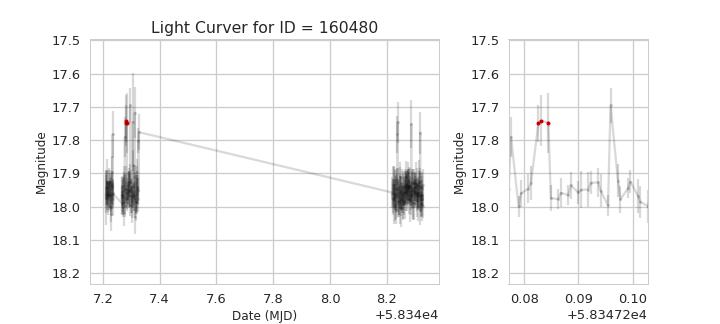 Light Curver for ID = 160480
Magnitude
17.5
17.6
17.7
17.8
17.9
18.0
18.1
18.2
7.2 7.4 7.6 7.8 8.0 8.2
Date (MJD) +5.834e4
Magnitude
17.5
17.6
17.7
17.8
17.9
18.0
18.1
18.2
0.08 0.09 0.10
+5.83472e4